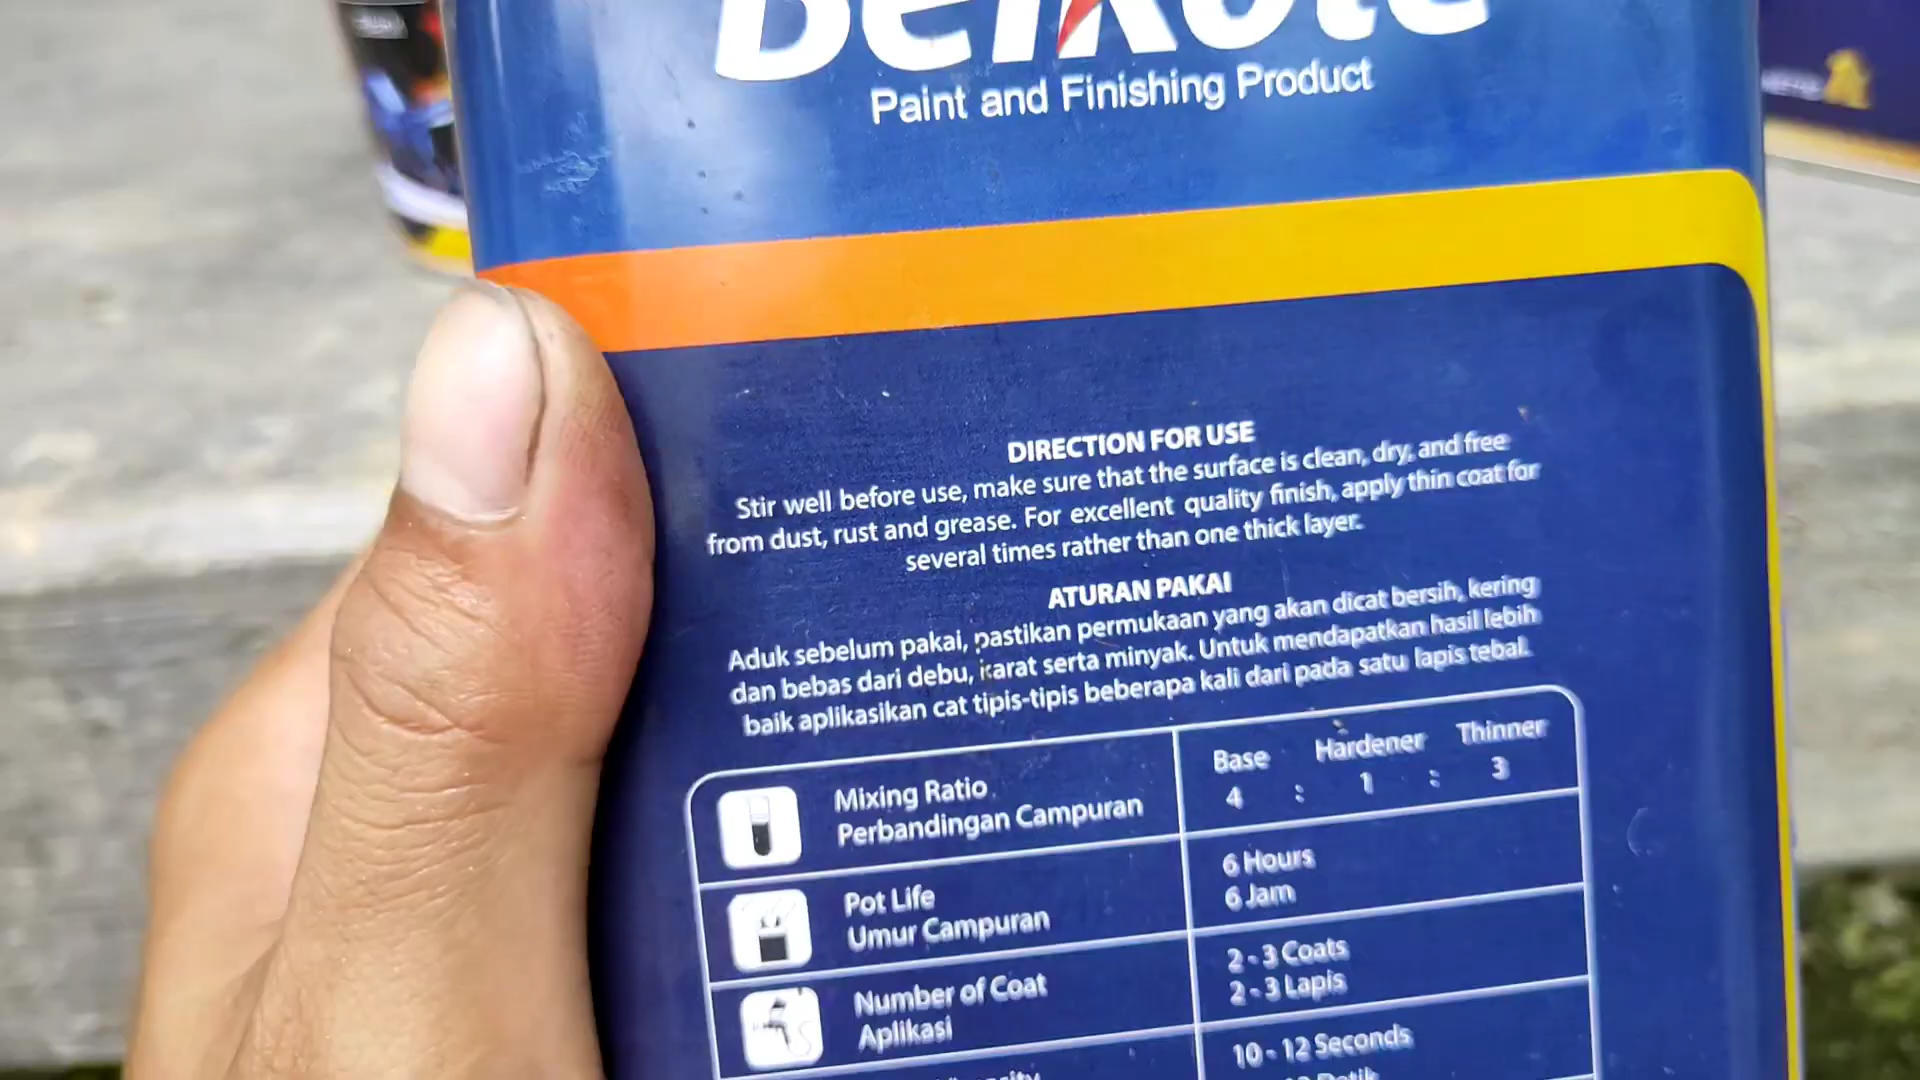 Paint and Finishing Product
DIRECTION FOR USE
Stir well before use, make sure that the surface is clean, dry, and free
from dust, rust and grease. For excellent quality finish, apply thin coat for
several times rather than one thick layer.
ATURAN PAKAI
Aduk sebelum pakai, pastikan permukaan yang akan dicat bersih, kering
dan bebas dari debu, karat serta minyak. Untuk mendapatkan hasil lebih
baik aplikasikan cat tipis-tipis beberapa kali dari pada satu lapis tebal.
Base Hardener Thinner
Mixing Ratio 4 : 1 : 3
Perbandingan Campuran
Pot Life 6 Hours
Umur Campuran 6 Jam
Number of Coat 2 - 3 Coats
Aplikasi 2 - 3 Lapis
10 - 12 Seconds